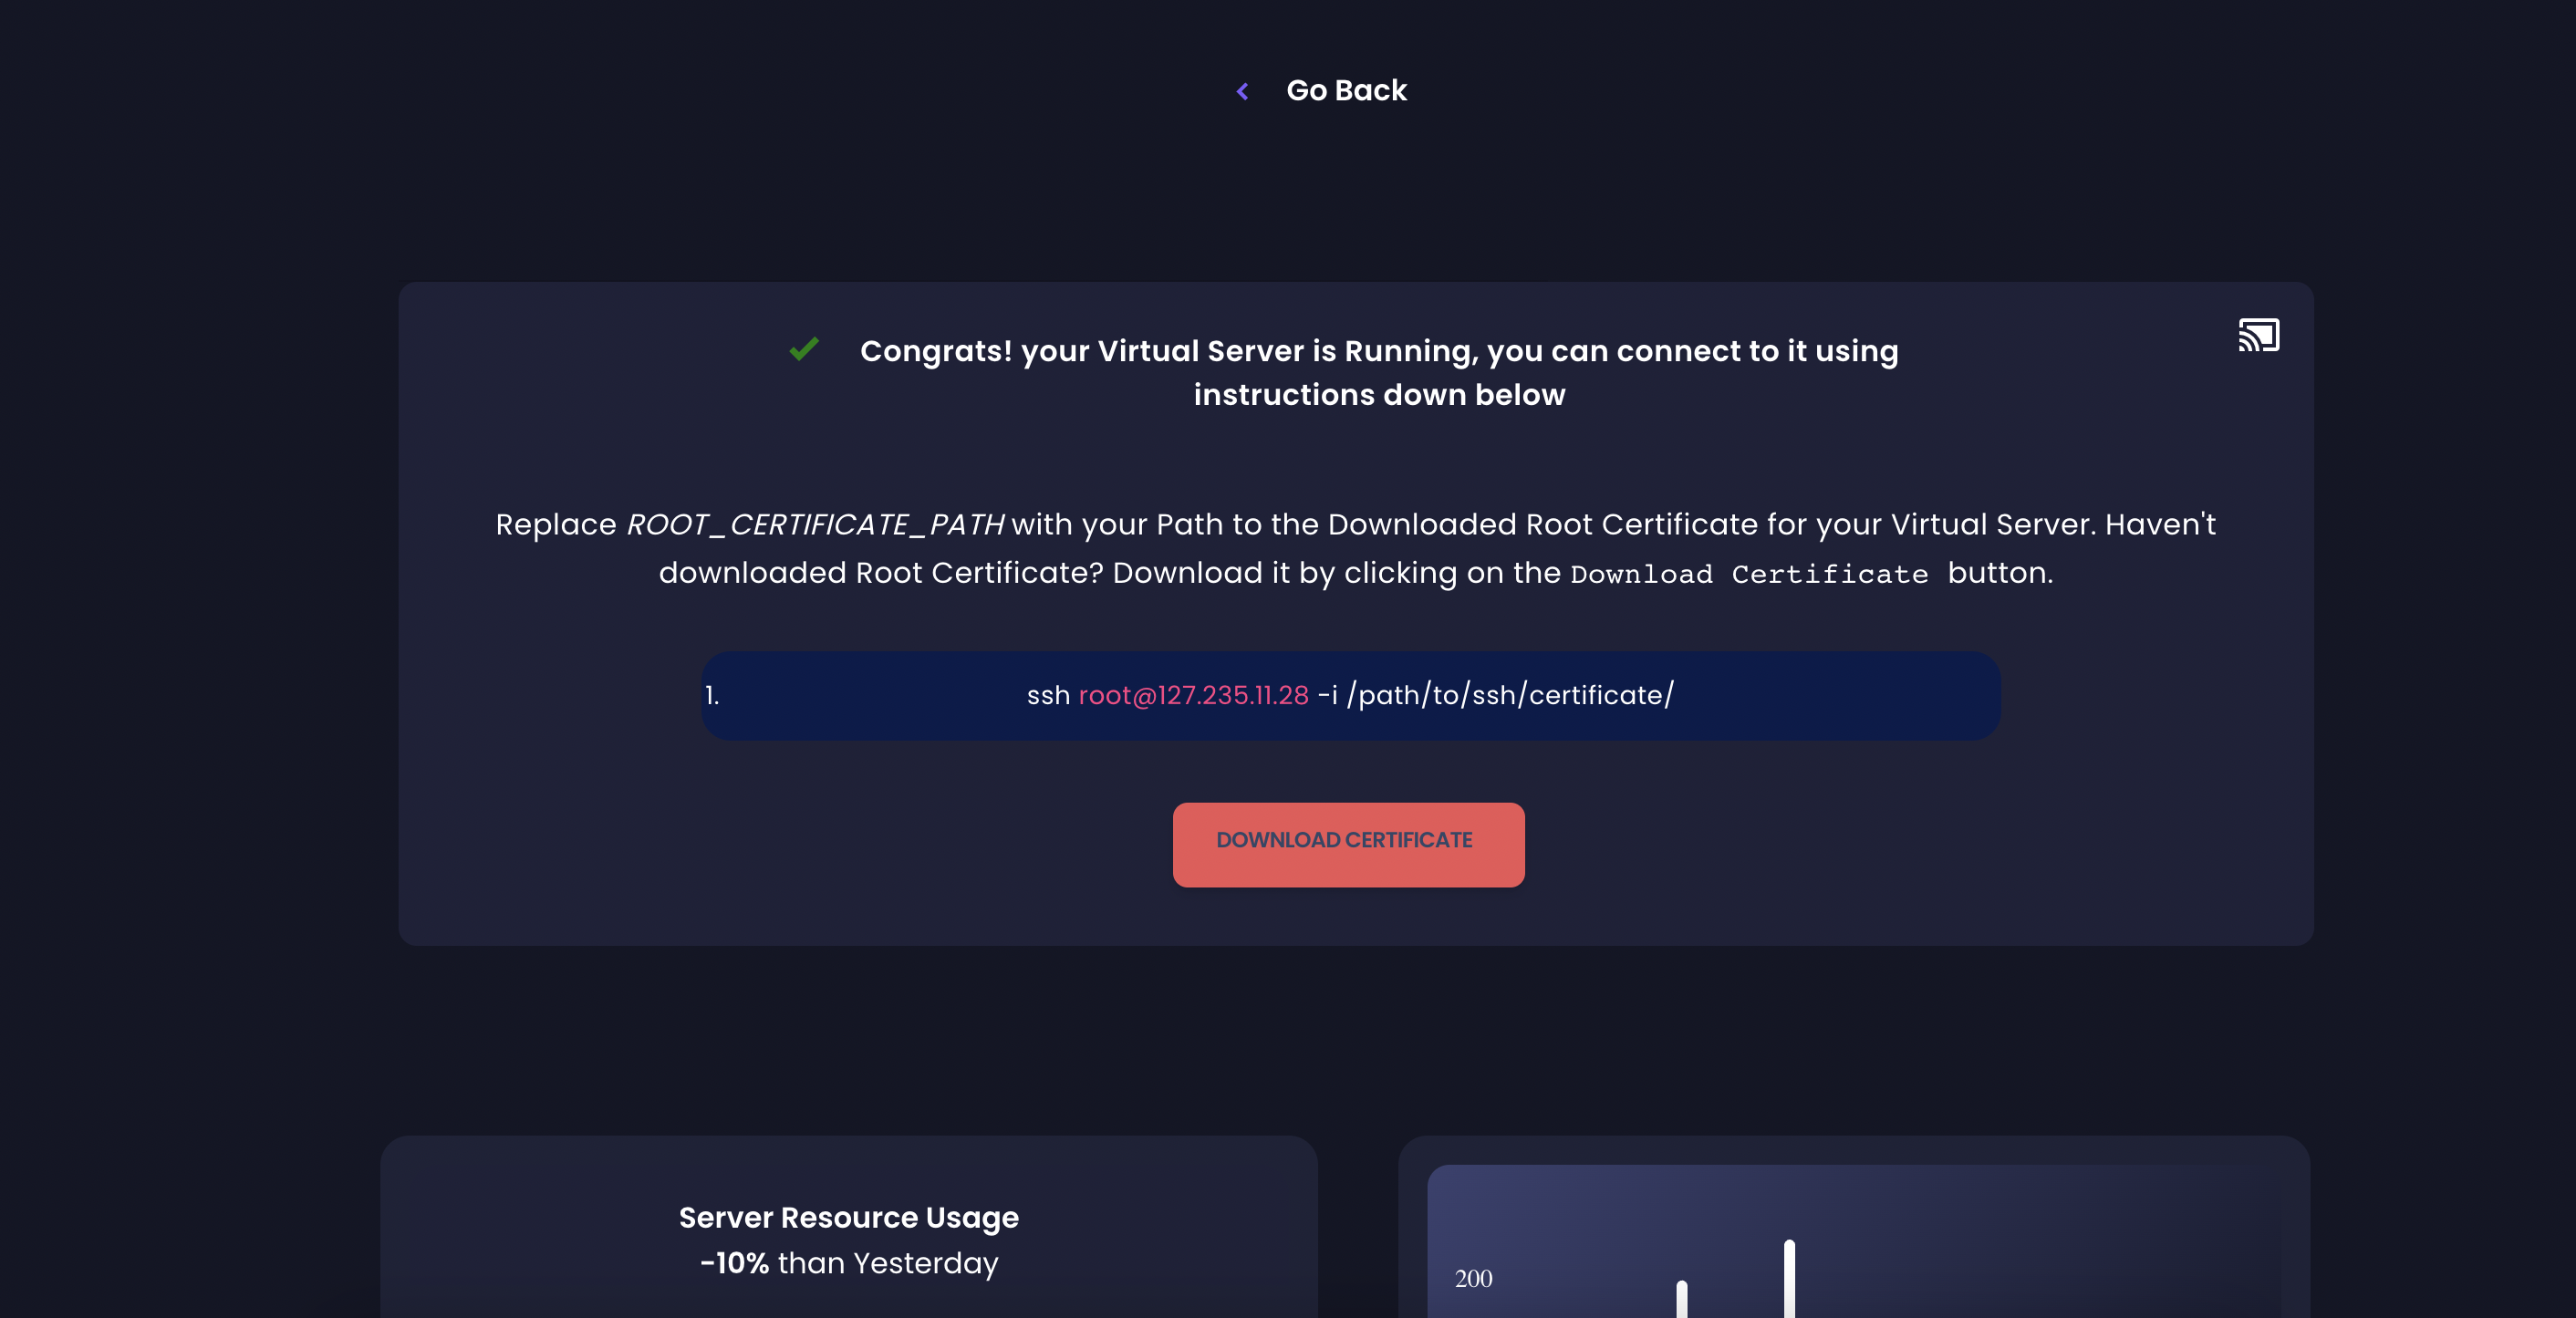 Go Back
Congrats! your Virtual Server is Running, you can connect to it using
instructions down below
Replace ROOT_CERTIFICATE_PATH with your Path to the Downloaded Root Certificate for your Virtual Server. Haven't
downloaded Root Certificate? Download it by clicking on the Download Certificate button.
1. ssh root@127.235.11.28 -i /path/to/ssh/certificate/
DOWNLOAD CERTIFICATE
Server Resource Usage
-10% than Yesterday
200